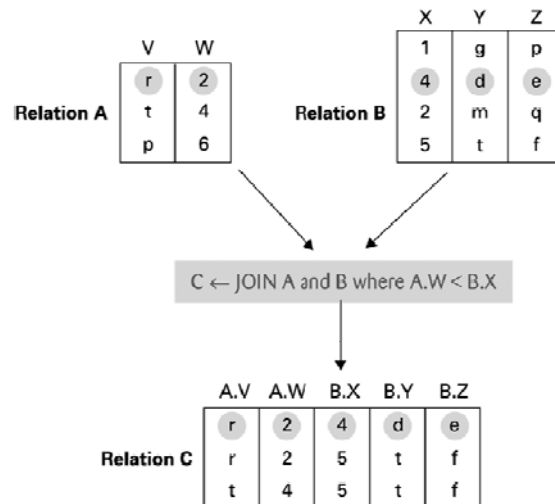 V W
r 2
Relation A t 4
p 6
X Y Z
1 g p
4 d e
Relation B 2 m q
5 t f
C ← JOIN A and B where A.W < B.X
A.V A.W B.X B.Y B.Z
r 2 4 d e
Relation C r 2 5 t f
t 4 5 t f